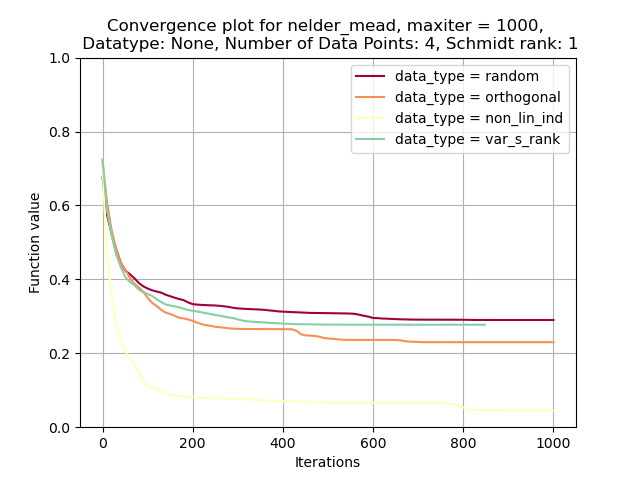 Convergence plot for nelder_mead, maxiter = 1000,
Datatype: None, Number of Data Points: 4, Schmidt rank: 1
data_type = random
data_type = orthogonal
data_type = non_lin_ind
data_type = var_s_rank
Function value
1.0
0.8
0.6
0.4
0.2
0.0
0 200 400 600 800 1000
Iterations